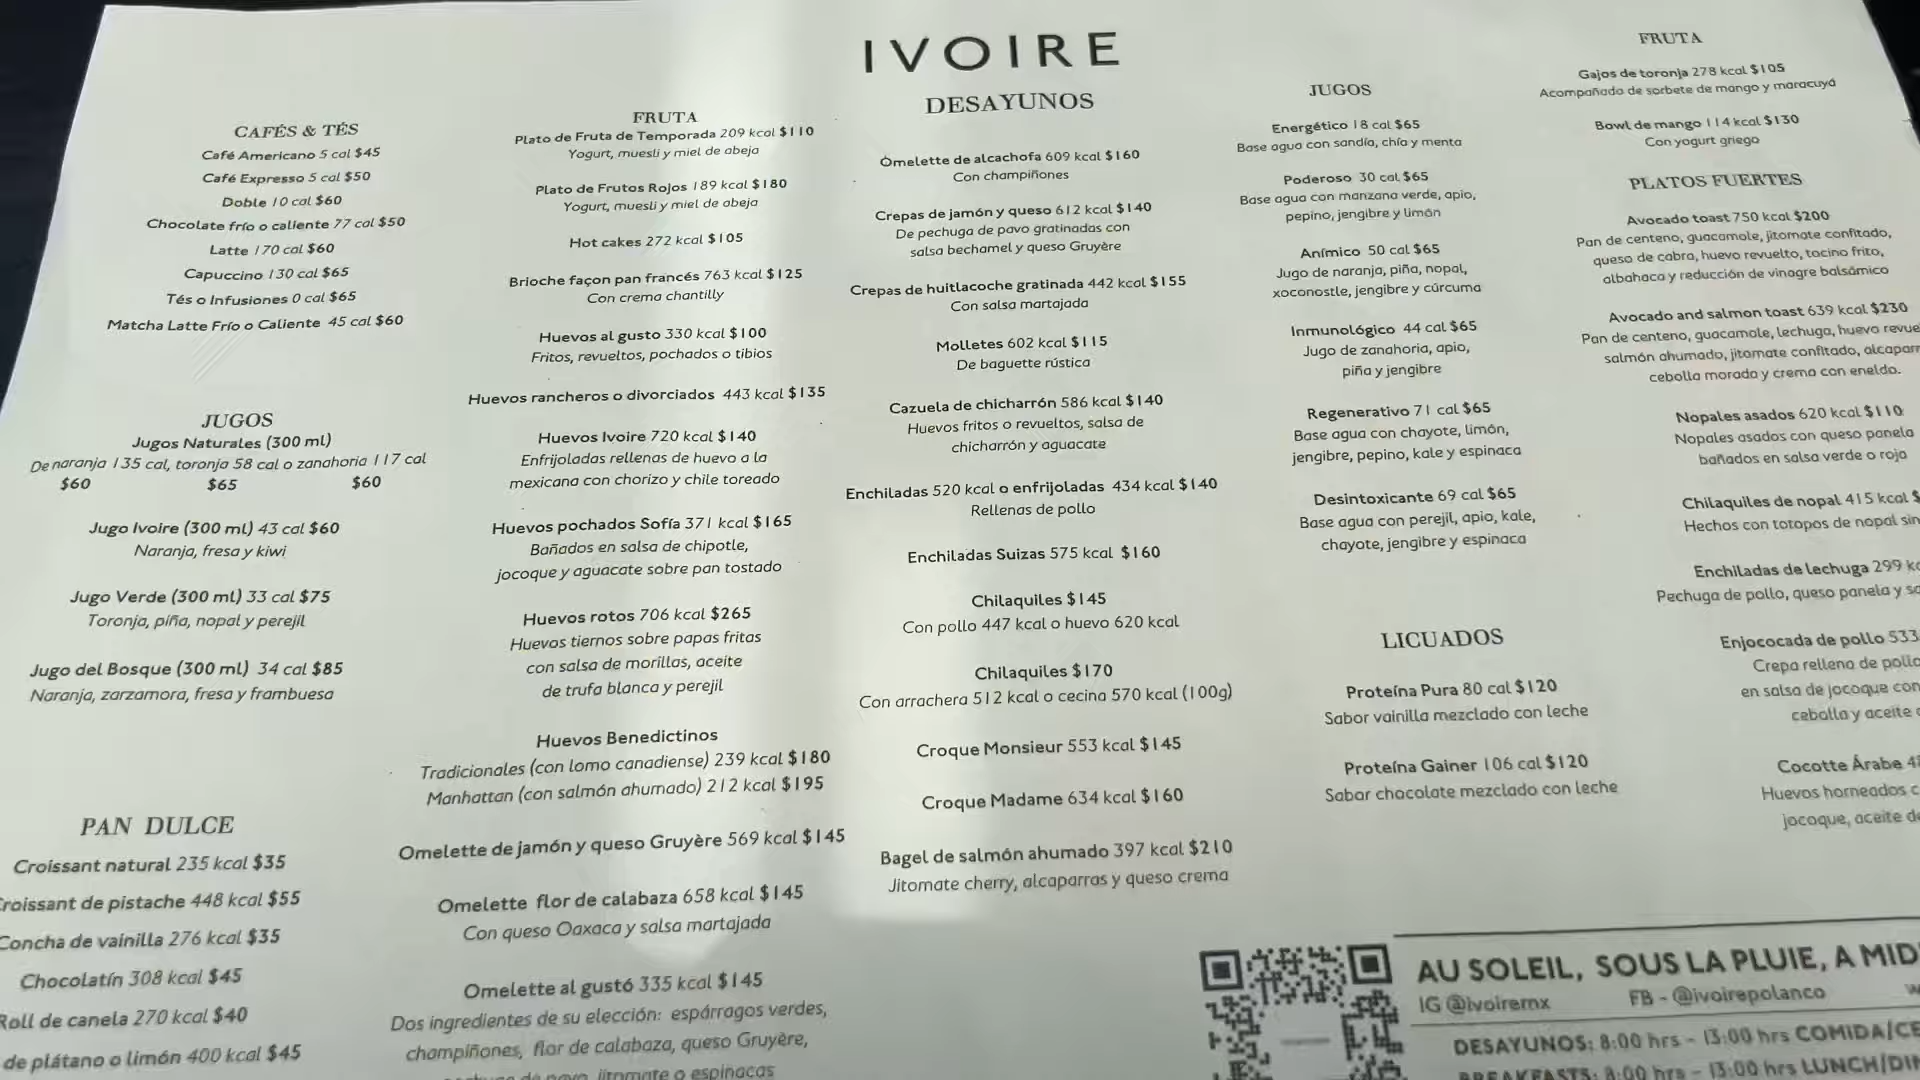 IVOIRE
CAFÉS & TÉS
Café Americano 5 cal $45
Café Expresso 5 cal $50
Doble 10 cal $60
Chocolate frío o caliente 77 cal $50
Latte 170 cal $60
Capuccino 130 cal $65
Tés o Infusiones 0 cal $65
Matcha Latte Frío o Caliente 45 cal $60
JUGOS
Jugos Naturales (300 ml)
De naranja 135 cal, toronja 58 cal o zanahoria 117 cal
$60 $65 $60
Jugo Ivoire (300 ml) 43 cal $60
Naranja, fresa y kiwi
Jugo Verde (300 ml) 33 cal $75
Toronja, piña, nopal y perejil
Jugo del Bosque (300 ml) 34 cal $85
Naranja, zarzamora, fresa y frambuesa
PAN DULCE
Croissant natural 235 kcal $35
Croissant de pistache 448 kcal $55
Concha de vainilla 276 kcal $35
Chocolatín 308 kcal $45
Roll de canela 270 kcal $40
de plátano o limón 400 kcal $45
FRUTA
Plato de Fruta de Temporada 209 kcal $110
Yogurt, muesli y miel de abeja
Plato de Frutos Rojos 189 kcal $180
Yogurt, muesli y miel de abeja
Hot cakes 272 kcal $105
Brioche façon pan francés 763 kcal $125
Con crema chantilly
Huevos al gusto 330 kcal $100
Fritos, revueltos, pochados o tibios
Huevos rancheros o divorciados 443 kcal $135
Huevos Ivoire 720 kcal $140
Enfrijoladas rellenas de huevo a la
mexicana con chorizo y chile toreado
Huevos pochados Sofía 371 kcal $165
Bañados en salsa de chipotle,
jocoque y aguacate sobre pan tostado
Huevos rotos 706 kcal $265
Huevos tiernos sobre papas fritas
con salsa de morillas, aceite
de trufa blanca y perejil
Huevos Benedictinos
Tradicionales (con lomo canadiense) 239 kcal $180
Manhattan (con salmón ahumado) 212 kcal $195
Omelette de jamón y queso Gruyère 569 kcal $145
Omelette flor de calabaza 658 kcal $145
Con queso Oaxaca y salsa martajada
Omelette al gustó 335 kcal $145
Dos ingredientes de su elección: espárragos verdes,
champiñones, flor de calabaza, queso Gruyère,
de pavo, jitomate o espinacas
DESAYUNOS
Omelette de alcachofa 609 kcal $160
Con champiñones
Crepas de jamón y queso 612 kcal $140
De pechuga de pavo gratinadas con
salsa bechamel y queso Gruyère
Crepas de huitlacoche gratinada 442 kcal $155
Con salsa martajada
Molletes 602 kcal $115
De baguette rústica
Cazuela de chicharrón 586 kcal $140
Huevos fritos o revueltos, salsa de
chicharrón y aguacate
Enchiladas 520 kcal o enfrijoladas 434 kcal $140
Rellenas de pollo
Enchiladas Suizas 575 kcal $160
Chilaquiles $145
Con pollo 447 kcal o huevo 620 kcal
Chilaquiles $170
Con arrachera 512 kcal o cecina 570 kcal (100g)
Croque Monsieur 553 kcal $145
Croque Madame 634 kcal $160
Bagel de salmón ahumado 397 kcal $210
Jitomate cherry, alcaparras y queso crema
JUGOS
Energético 18 cal $65
Base agua con sandía, chía y menta
Poderoso 30 cal $65
Base agua con manzana verde, apio,
pepino, jengibre y limón
Anímico 50 cal $65
Jugo de naranja, piña, nopal,
xoconostle, jengibre y cúrcuma
Inmunológico 44 cal $65
Jugo de zanahoria, apio,
piña y jengibre
Regenerativo 71 cal $65
Base agua con chayote, limón,
jengibre, pepino, kale y espinaca
Desintoxicante 69 cal $65
Base agua con perejil, apio, kale,
chayote, jengibre y espinaca
LICUADOS
Proteína Pura 80 cal $120
Sabor vainilla mezclado con leche
Proteína Gainer 106 cal $120
Sabor chocolate mezclado con leche
FRUTA
Gajos de toronja 278 kcal $105
Acompañado de sorbete de mango y maracuyá
Bowl de mango 114 kcal $130
Con yogurt griego
PLATOS FUERTES
Avocado toast 750 kcal $200
Pan de centeno, guacamole, jitomate confitado,
queso de cabra, huevo revuelto, tocino frito,
albahaca y reducción de vinagre balsámico
Avocado and salmon toast 639 kcal $230
Pan de centeno, guacamole, lechuga, huevo revue
salmón ahumado, jitomate confitado, alcaparr
cebolla morada y crema con eneldo.
Nopales asados 620 kcal $110
Nopales asados con queso panela
bañados en salsa verde o roja
Chilaquiles de nopal 415 kcal $
Hechos con totopos de nopal sin
Enchiladas de lechuga 299 kc
Pechuga de pollo, queso panela y sa
Enjococada de pollo 533
Crepa rellena de pollo
en salsa de jocoque con
cebolla y aceite
Cocotte Árabe
Huevos horneados c
jocoque, aceite de
AU SOLEIL, SOUS LA PLUIE, A MID
IG @ivoiremx FB - @ivoirepolanco
DESAYUNOS: 8:00 hrs - 13:00 hrs COMIDA/CE
BREAKFASTS: 8:00 hrs - 13:00 hrs LUNCH/DIN